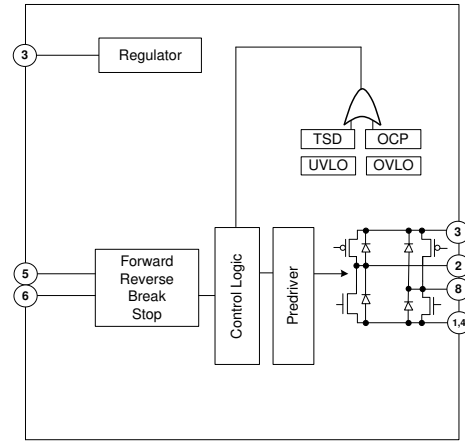 3
Regulator
TSD
OCP
UVLO
OVLO
3
5
6
Forward
Reverse
Break
Stop
Control Logic
Predriver
2
8
1,4